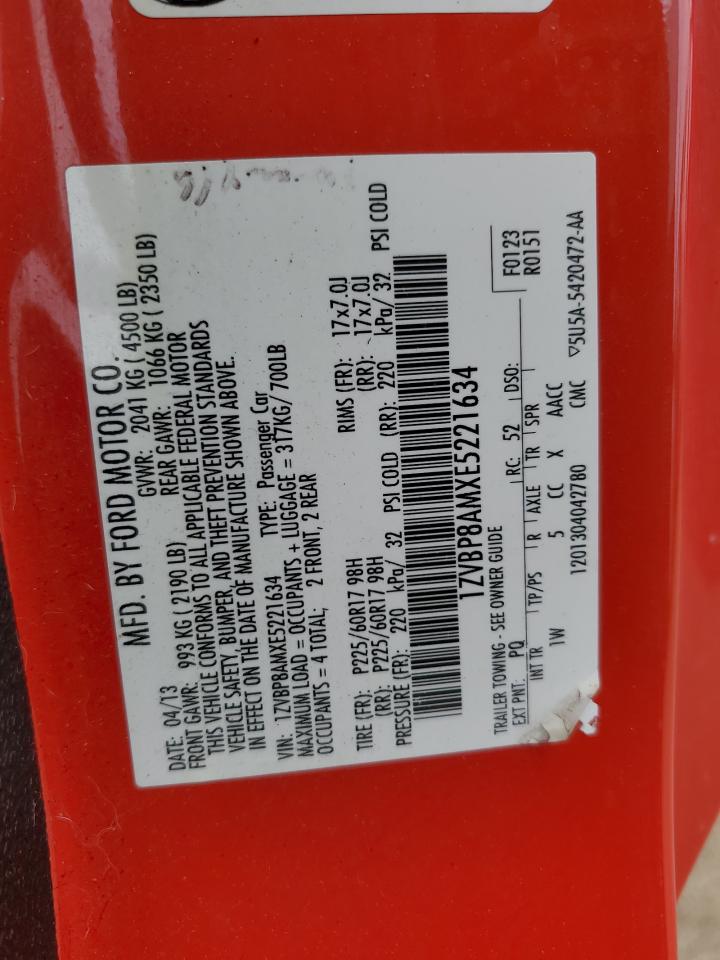 MFD. BY FORD MOTOR CO.
DATE: 04/13 GVWR: 2041 KG ( 4500 LB)
FRONT GAWR: 993 KG ( 2190 LB) REAR GAWR: 1066 KG ( 2350 LB)
THIS VEHICLE CONFORMS TO ALL APPLICABLE FEDERAL MOTOR
VEHICLE SAFETY, BUMPER, AND THEFT PREVENTION STANDARDS
IN EFFECT ON THE DATE OF MANUFACTURE SHOWN ABOVE.
VIN: 1ZVBP8AMXE5221634 TYPE: Passenger Car
MAXIMUM LOAD = OCCUPANTS + LUGGAGE = 317KG/ 700LB
OCCUPANTS = 4 TOTAL; 2 FRONT, 2 REAR
TIRE (FR): P225/60R17 98H RIMS (FR): 17x7.0J
(RR): P225/60R17 98H (RR): 17x7.0J
PRESSURE (FR): 220 kPa/ 32 PSI COLD (RR): 220 kPa/ 32 PSI COLD
1ZVBP8AMXE5221634
TRAILER TOWING - SEE OWNER GUIDE
EXT PNT: PQ RC: 52 DSO: F0123
R0151
INT TR TP/PS R AXLE TR SPR
1W 5 CC X AACC
1201304042780 CMC ▽5U5A-5420472-AA